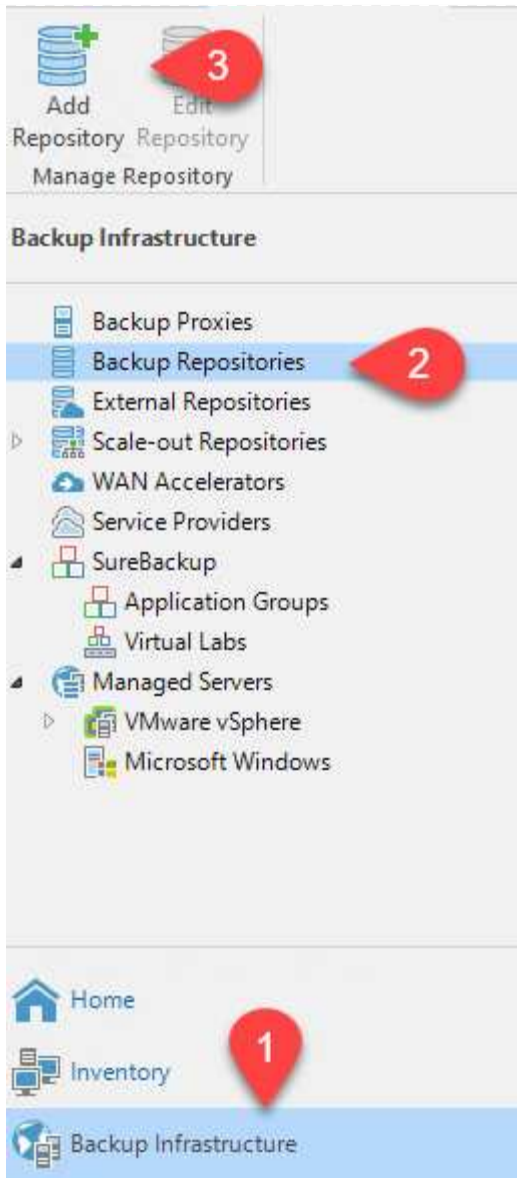 3
Add
Repository
Edit
Repository
Manage Repository
Backup Infrastructure
Backup Proxies
Backup Repositories
2
External Repositories
Scale-out Repositories
WAN Accelerators
Service Providers
SureBackup
Application Groups
Virtual Labs
Managed Servers
VMware vSphere
Microsoft Windows
Home
1
Inventory
Backup Infrastructure